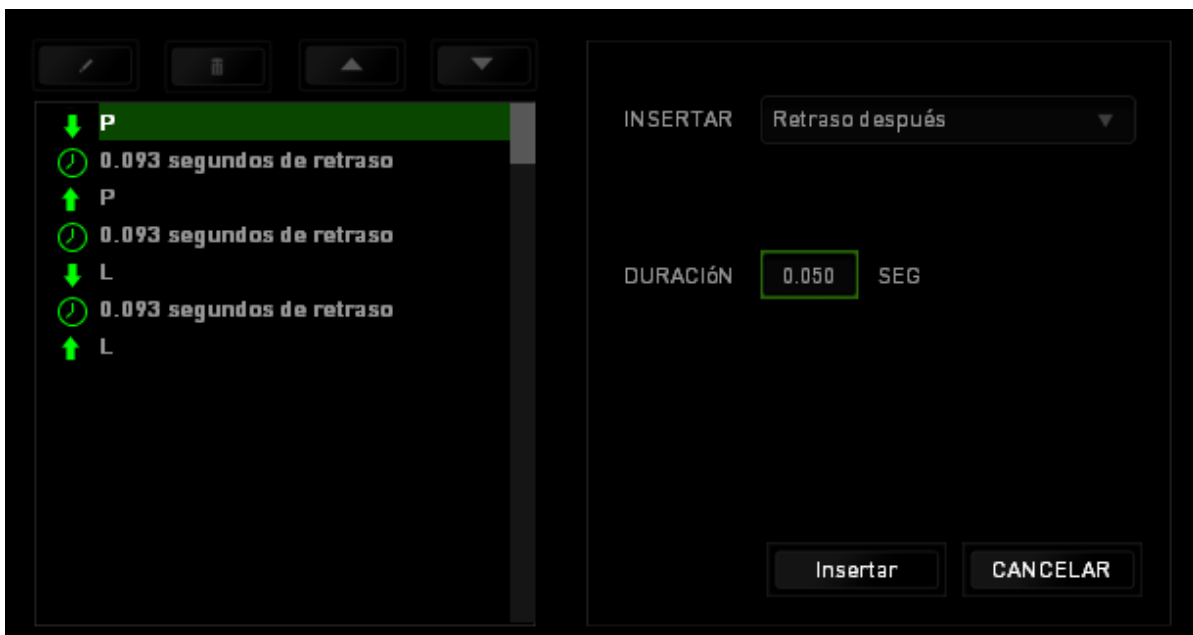 P
0.093 segundos de retraso
P
0.093 segundos de retraso
L
0.093 segundos de retraso
L
INSERTAR Retraso después
DURACIóN 0.050 SEG
Insertar CANCELAR